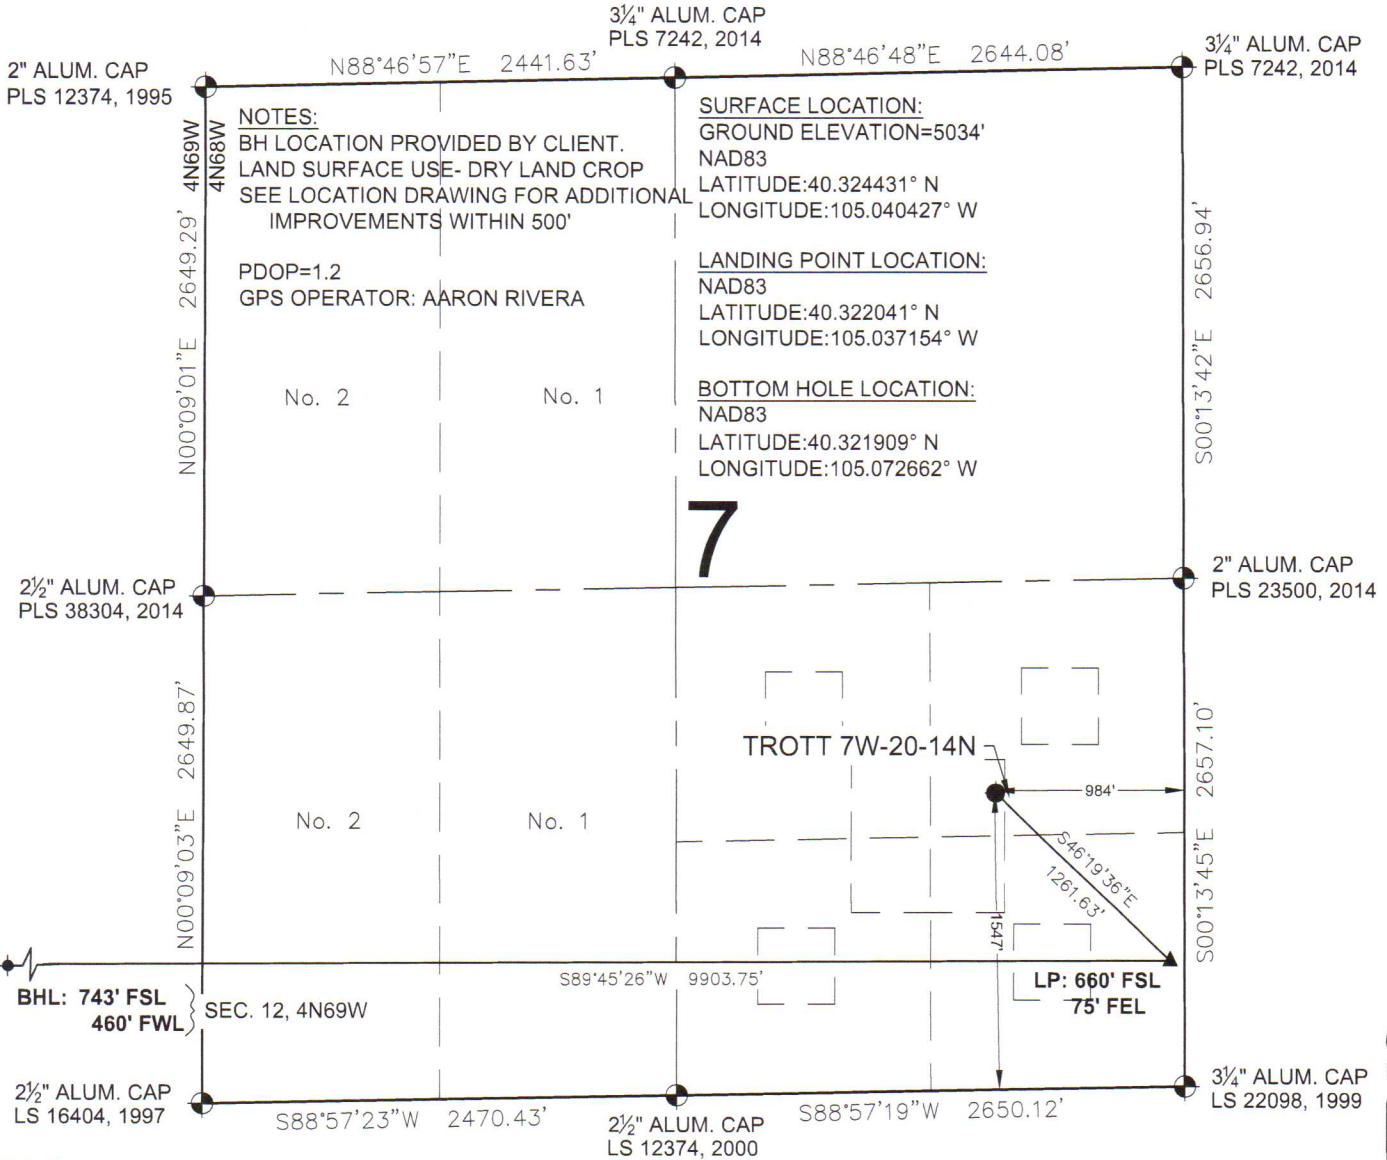 3¼" ALUM. CAP
PLS 7242, 2014
N88°46'57"E 2441.63'
N88°46'48"E 2644.08'
3¼" ALUM. CAP
PLS 7242, 2014
2" ALUM. CAP
PLS 12374, 1995
4N69W
4N68W
NOTES:
BH LOCATION PROVIDED BY CLIENT.
LAND SURFACE USE- DRY LAND CROP
SEE LOCATION DRAWING FOR ADDITIONAL
IMPROVEMENTS WITHIN 500'
PDOP=1.2
GPS OPERATOR: AARON RIVERA
SURFACE LOCATION:
GROUND ELEVATION=5034'
NAD83
LATITUDE:40.324431° N
LONGITUDE:105.040427° W
LANDING POINT LOCATION:
NAD83
LATITUDE:40.322041° N
LONGITUDE:105.037154° W
BOTTOM HOLE LOCATION:
NAD83
LATITUDE:40.321909° N
LONGITUDE:105.072662° W
N00°09'01"E 2649.29'
S00°13'42"E 2656.94'
No. 2
No. 1
7
2½" ALUM. CAP
PLS 38304, 2014
2" ALUM. CAP
PLS 23500, 2014
N00°09'03"E 2649.87'
S00°13'45"E 2657.10'
TROTT 7W-20-14N
984'
No. 2
No. 1
S46°19'36"E
1261.63'
1547'
S89°45'26"W 9903.75'
LP: 660' FSL
75' FEL
BHL: 743' FSL
460' FWL
SEC. 12, 4N69W
2½" ALUM. CAP
LS 16404, 1997
S88°57'23"W 2470.43'
2½" ALUM. CAP
LS 12374, 2000
S88°57'19"W 2650.12'
3¼" ALUM. CAP
LS 22098, 1999